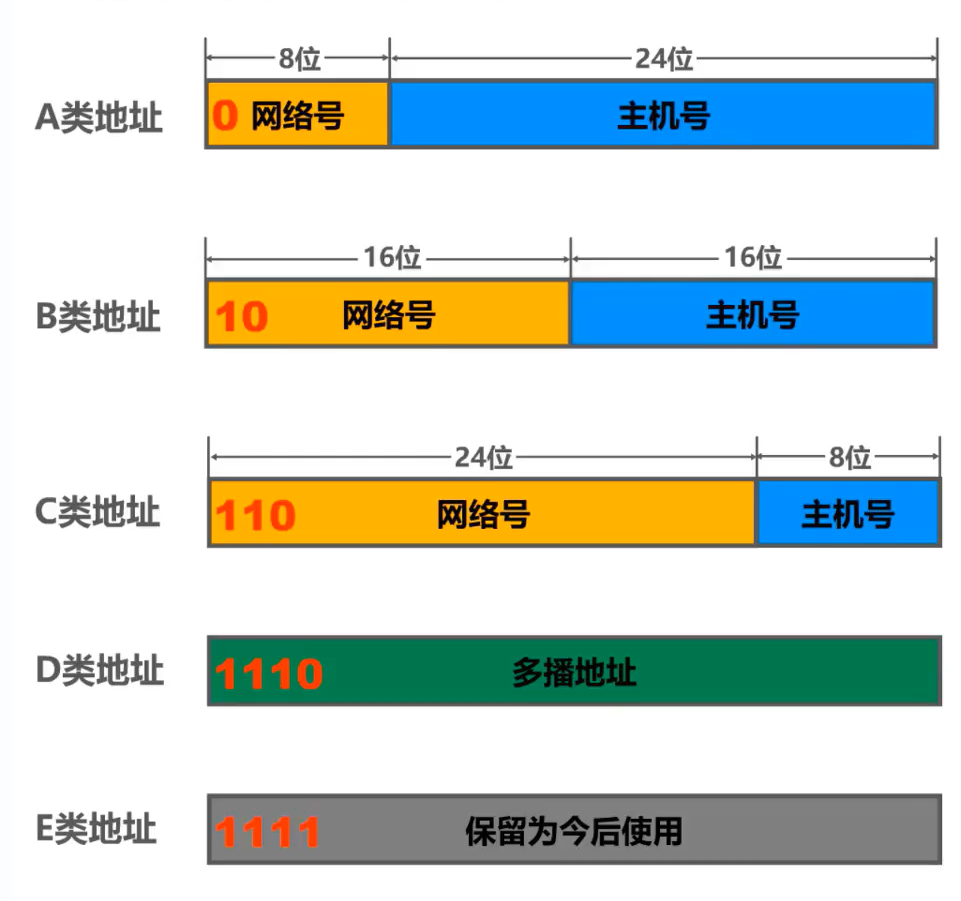 8位 24位
A类地址 0 网络号 主机号
16位 16位
B类地址 10 网络号 主机号
24位 8位
C类地址 110 网络号 主机号
D类地址 1110 多播地址
E类地址 1111 保留为今后使用